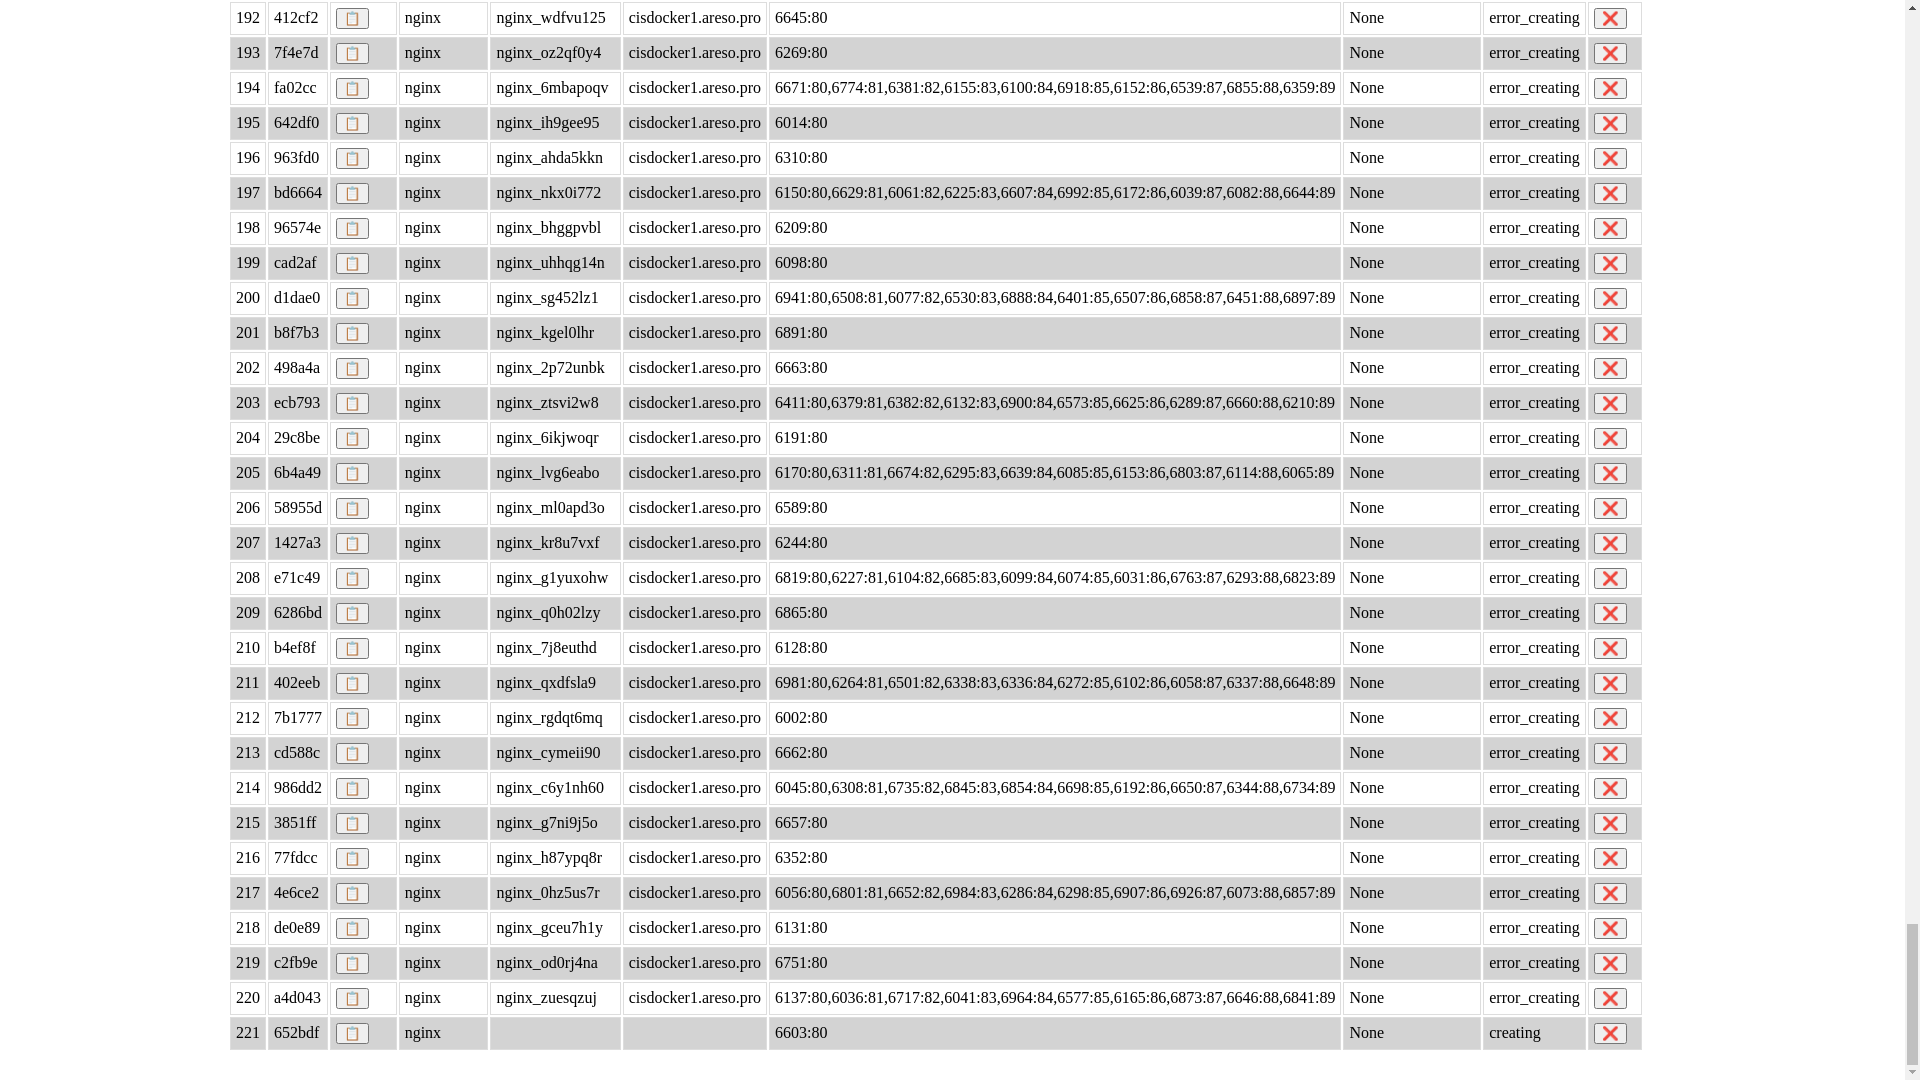 192 412cf2 nginx nginx_wdfvu125 cisdocker1.areso.pro 6645:80 None error_creating
193 7f4e7d nginx nginx_oz2qf0y4 cisdocker1.areso.pro 6269:80 None error_creating
194 fa02cc nginx nginx_6mbapoqv cisdocker1.areso.pro 6671:80,6774:81,6381:82,6155:83,6100:84,6918:85,6152:86,6539:87,6855:88,6359:89 None error_creating
195 642df0 nginx nginx_ih9gee95 cisdocker1.areso.pro 6014:80 None error_creating
196 963fd0 nginx nginx_ahda5kkn cisdocker1.areso.pro 6310:80 None error_creating
197 bd6664 nginx nginx_nkx0i772 cisdocker1.areso.pro 6150:80,6629:81,6061:82,6225:83,6607:84,6992:85,6172:86,6039:87,6082:88,6644:89 None error_creating
198 96574e nginx nginx_bhggpvbl cisdocker1.areso.pro 6209:80 None error_creating
199 cad2af nginx nginx_uhhqg14n cisdocker1.areso.pro 6098:80 None error_creating
200 d1dae0 nginx nginx_sg452lz1 cisdocker1.areso.pro 6941:80,6508:81,6077:82,6530:83,6888:84,6401:85,6507:86,6858:87,6451:88,6897:89 None error_creating
201 b8f7b3 nginx nginx_kgel0lhr cisdocker1.areso.pro 6891:80 None error_creating
202 498a4a nginx nginx_2p72unbk cisdocker1.areso.pro 6663:80 None error_creating
203 ecb793 nginx nginx_ztsvi2w8 cisdocker1.areso.pro 6411:80,6379:81,6382:82,6132:83,6900:84,6573:85,6625:86,6289:87,6660:88,6210:89 None error_creating
204 29c8be nginx nginx_6ikjwoqr cisdocker1.areso.pro 6191:80 None error_creating
205 6b4a49 nginx nginx_lvg6eabo cisdocker1.areso.pro 6170:80,6311:81,6674:82,6295:83,6639:84,6085:85,6153:86,6803:87,6114:88,6065:89 None error_creating
206 58955d nginx nginx_ml0apd3o cisdocker1.areso.pro 6589:80 None error_creating
207 1427a3 nginx nginx_kr8u7vxf cisdocker1.areso.pro 6244:80 None error_creating
208 e71c49 nginx nginx_g1yuxohw cisdocker1.areso.pro 6819:80,6227:81,6104:82,6685:83,6099:84,6074:85,6031:86,6763:87,6293:88,6823:89 None error_creating
209 6286bd nginx nginx_q0h02lzy cisdocker1.areso.pro 6865:80 None error_creating
210 b4ef8f nginx nginx_7j8euthd cisdocker1.areso.pro 6128:80 None error_creating
211 402eeb nginx nginx_qxdfsla9 cisdocker1.areso.pro 6981:80,6264:81,6501:82,6338:83,6336:84,6272:85,6102:86,6058:87,6337:88,6648:89 None error_creating
212 7b1777 nginx nginx_rgdqt6mq cisdocker1.areso.pro 6002:80 None error_creating
213 cd588c nginx nginx_cymeii90 cisdocker1.areso.pro 6662:80 None error_creating
214 986dd2 nginx nginx_c6y1nh60 cisdocker1.areso.pro 6045:80,6308:81,6735:82,6845:83,6854:84,6698:85,6192:86,6650:87,6344:88,6734:89 None error_creating
215 3851ff nginx nginx_g7ni9j5o cisdocker1.areso.pro 6657:80 None error_creating
216 77fdcc nginx nginx_h87ypq8r cisdocker1.areso.pro 6352:80 None error_creating
217 4e6ce2 nginx nginx_0hz5us7r cisdocker1.areso.pro 6056:80,6801:81,6652:82,6984:83,6286:84,6298:85,6907:86,6926:87,6073:88,6857:89 None error_creating
218 de0e89 nginx nginx_gceu7h1y cisdocker1.areso.pro 6131:80 None error_creating
219 c2fb9e nginx nginx_od0rj4na cisdocker1.areso.pro 6751:80 None error_creating
220 a4d043 nginx nginx_zuesqzuj cisdocker1.areso.pro 6137:80,6036:81,6717:82,6041:83,6964:84,6577:85,6165:86,6873:87,6646:88,6841:89 None error_creating
221 652bdf nginx 6603:80 None creating